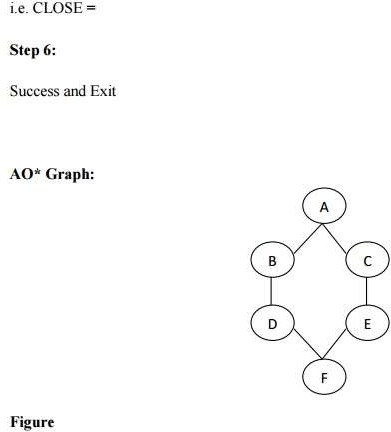 i.e. CLOSE =
Step 6:
Success and Exit
AO* Graph:
A
B
C
D
E
F
Figure